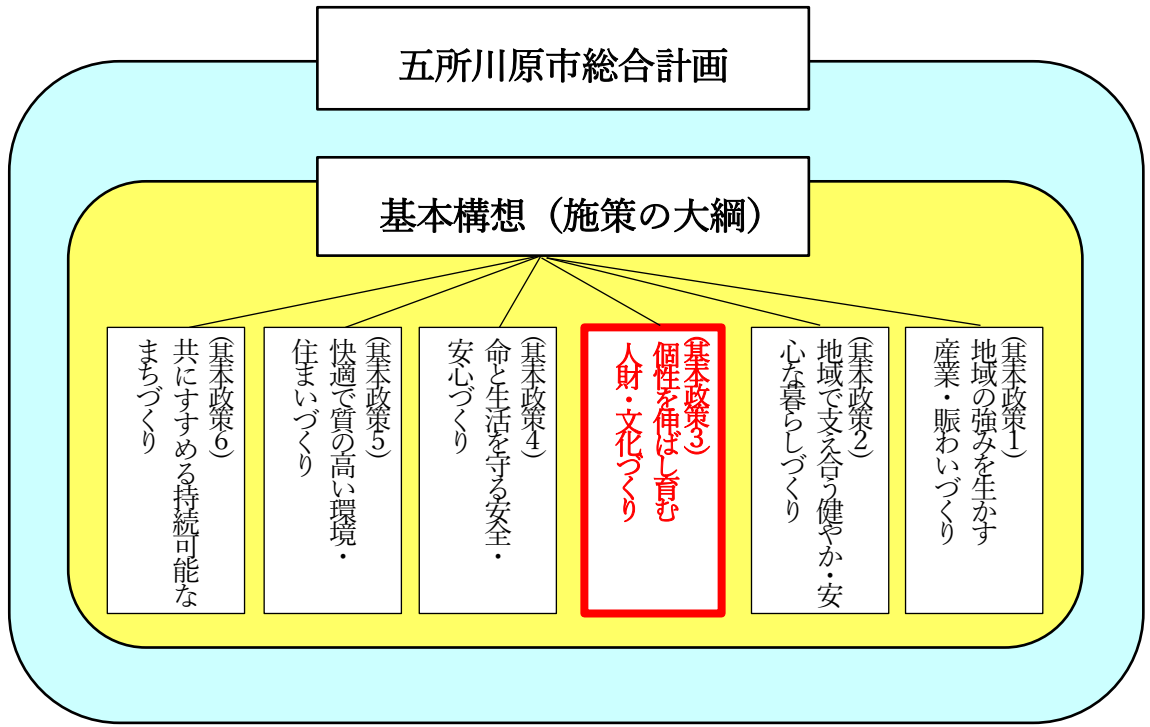 五所川原市総合計画
基本構想（施策の大綱）
（基本政策１）
地域の強みを生かす
産業・賑わいづくり
（基本政策２）
地域で支え合う健やか・安
心な暮らしづくり
（基本政策３）
個性を伸ばし育む
人財・文化づくり
（基本政策４）
命と生活を守る安全・
安心づくり
（基本政策５）
快適で質の高い環境・
住まいづくり
（基本政策６）
共にすすめる持続可能な
まちづくり